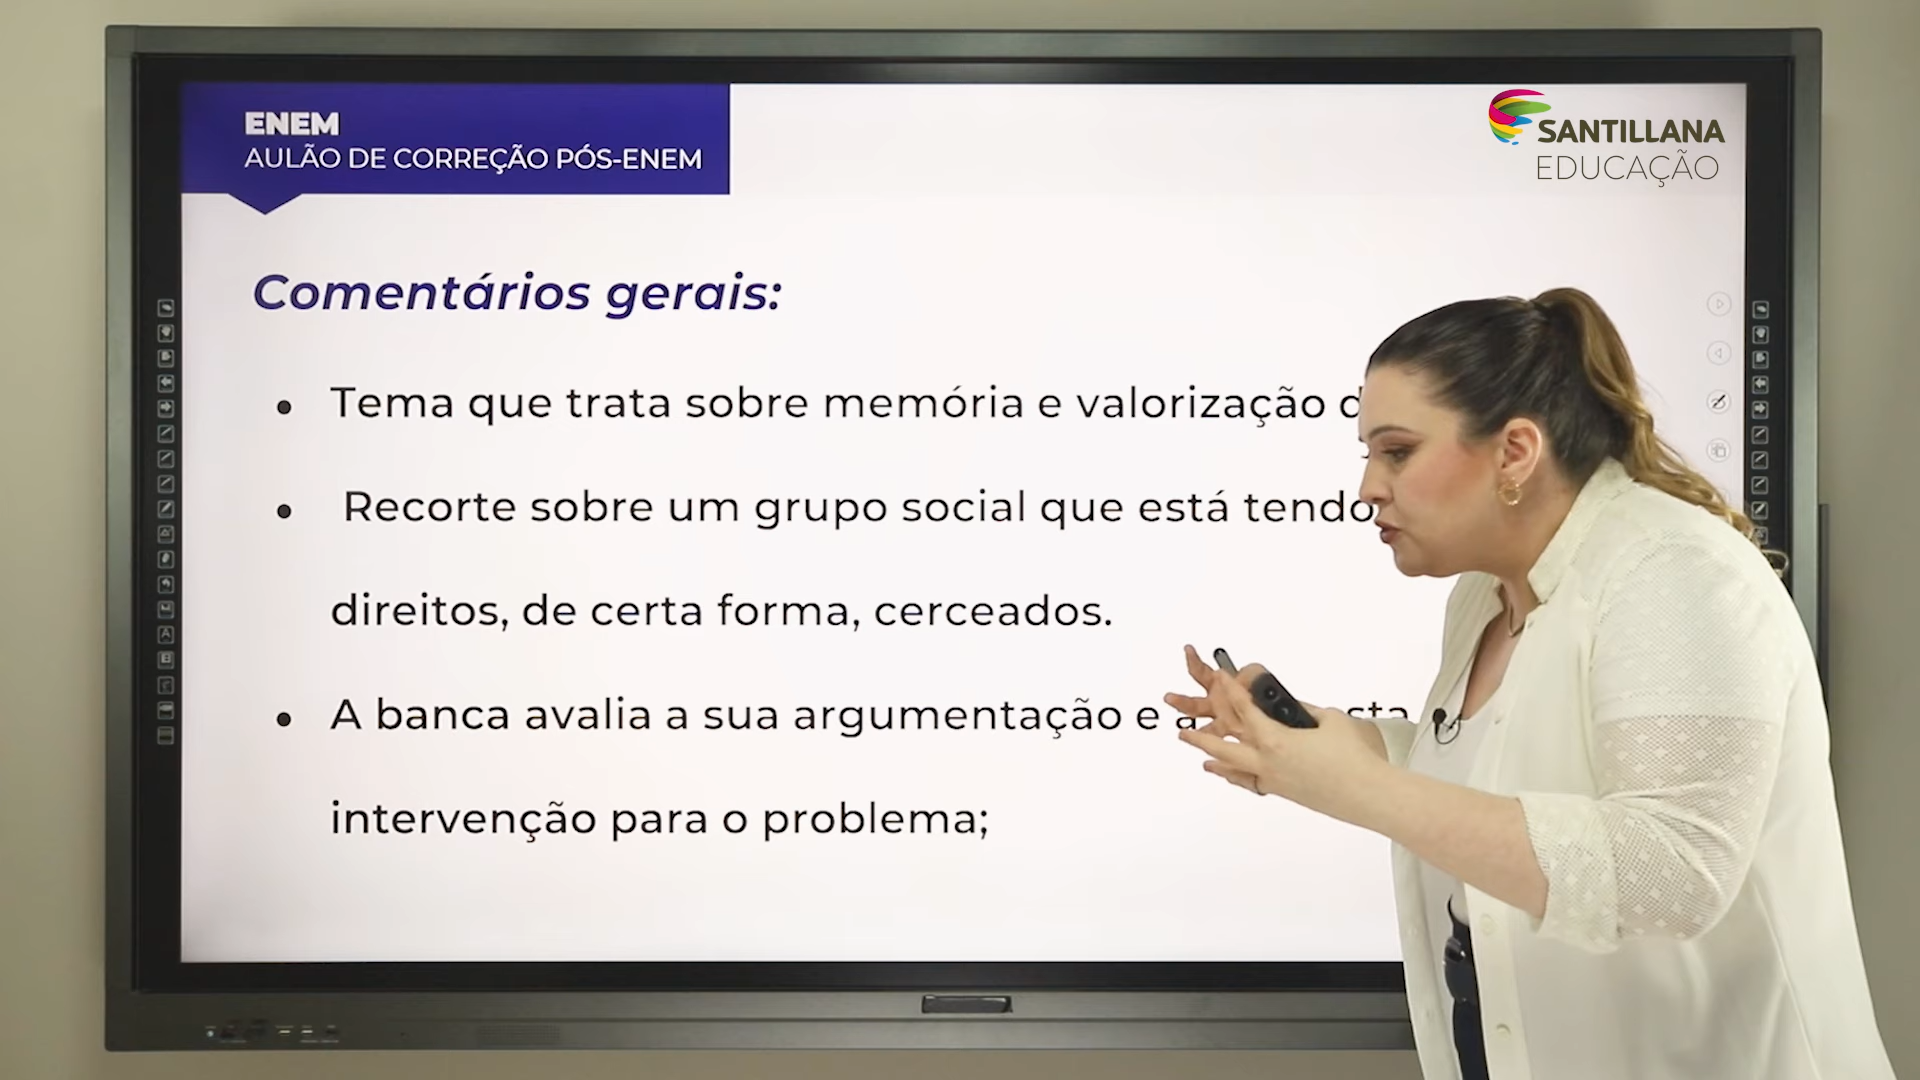 ENEM
AULÃO DE CORREÇÃO PÓS-ENEM
SANTILLANA
EDUCAÇÃO
Comentários gerais:
• Tema que trata sobre memória e valorização
• Recorte sobre um grupo social que está tendo
direitos, de certa forma, cerceados.
• A banca avalia a sua argumentação e a
intervenção para o problema;